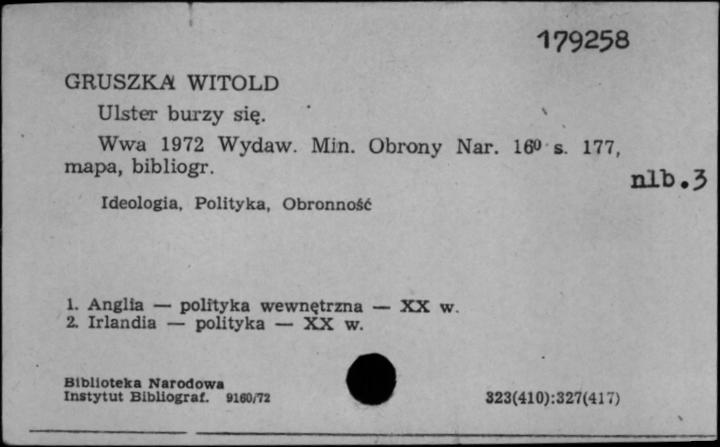 179258
GRUSZKA WITOLD
Ulster burzy się.
Wwa 1972 Wydaw. Min. Obrony Nar. 16⁰ s. 177,
mapa, bibliogr.
nlb.3
Ideologia, Polityka, Obronność
1. Anglia — polityka wewnętrzna — XX w.
2. Irlandia — polityka — XX w.
Biblioteka Narodowa
Instytut Bibliograf. 9160/72
323(410):327(417)